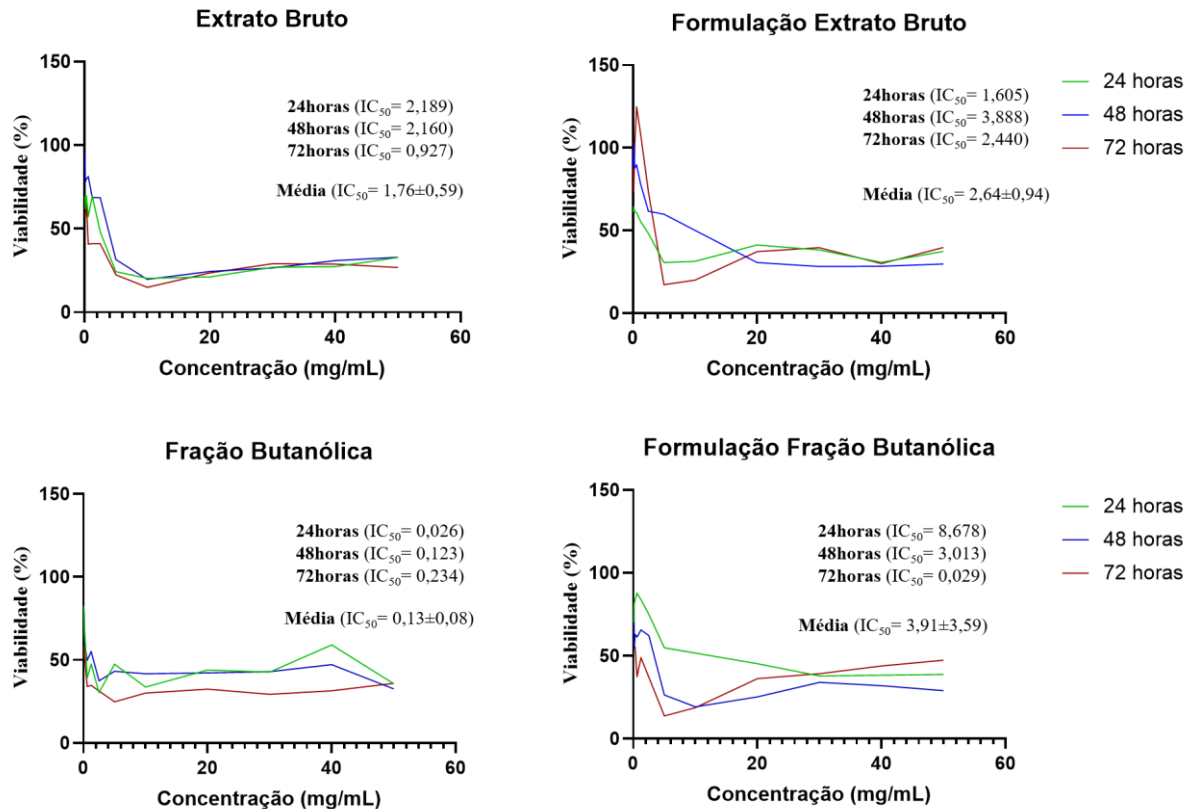 Extrato Bruto
Viabilidade (%)
150
100
50
0
24horas (IC50= 2,189)
48horas (IC50= 2,160)
72horas (IC50= 0,927)
Média (IC50= 1,76±0,59)
0 20 40 60
Concentração (mg/mL)
Formulação Extrato Bruto
Viabilidade (%)
150
100
50
0
24horas (IC50= 1,605)
48horas (IC50= 3,888)
72horas (IC50= 2,440)
Média (IC50= 2,64±0,94)
0 20 40 60
Concentração (mg/mL)
24 horas
48 horas
72 horas
Fração Butanólica
Viabilidade (%)
150
100
50
0
24horas (IC50= 0,026)
48horas (IC50= 0,123)
72horas (IC50= 0,234)
Média (IC50= 0,13±0,08)
0 20 40 60
Concentração (mg/mL)
Formulação Fração Butanólica
Viabilidade (%)
150
100
50
0
24horas (IC50= 8,678)
48horas (IC50= 3,013)
72horas (IC50= 0,029)
Média (IC50= 3,91±3,59)
0 20 40 60
Concentração (mg/mL)
24 horas
48 horas
72 horas